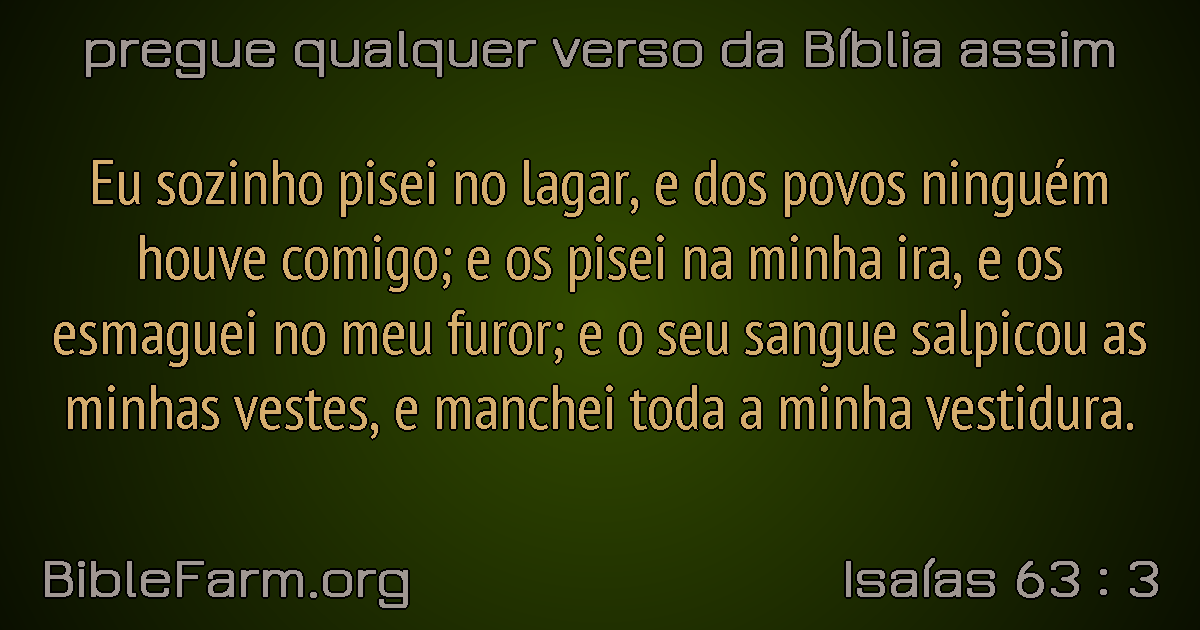 pregue qualquer verso da Bíblia assim
Eu sozinho pisei no lagar, e dos povos ninguém
houve comigo; e os pisei na minha ira, e os
esmaguei no meu furor; e o seu sangue salpicou as
minhas vestes, e manchei toda a minha vestidura.
BibleFarm.org
Isaías 63 : 3